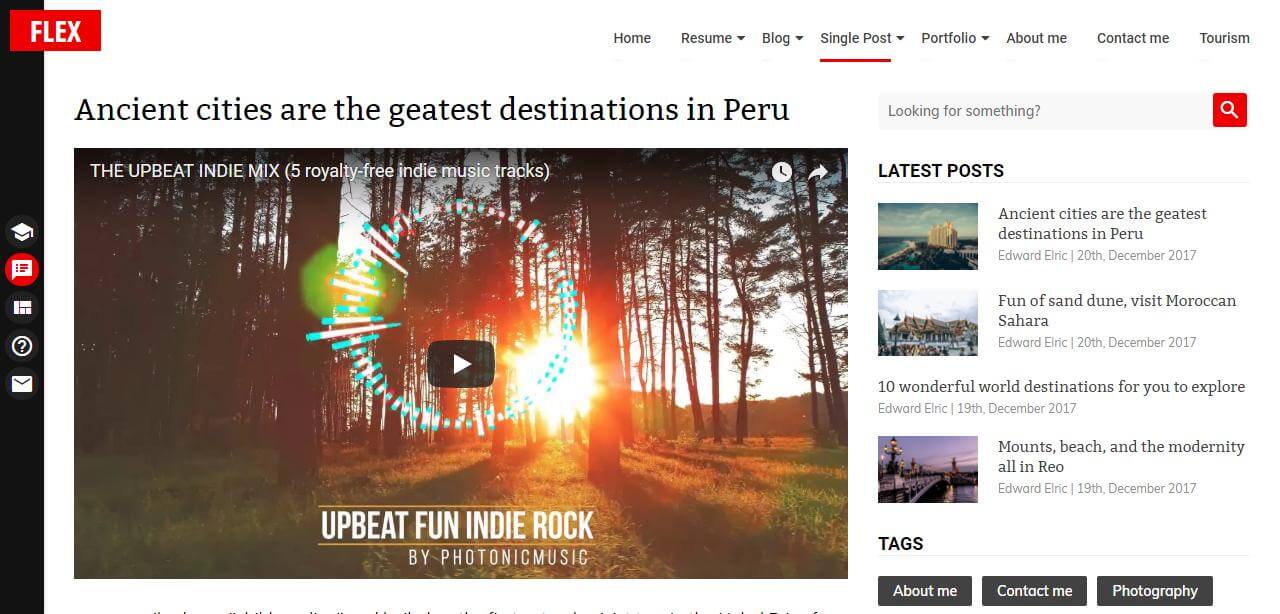 FLEX
Home Resume Blog Single Post Portfolio About me Contact me Tourism
Ancient cities are the geatest destinations in Peru
THE UPBEAT INDIE MIX (5 royalty-free indie music tracks)
UPBEAT FUN INDIE ROCK
BY PHOTONICMUSIC
Looking for something?
LATEST POSTS
Ancient cities are the geatest
destinations in Peru
Edward Elric | 20th, December 2017
Fun of sand dune, visit Moroccan
Sahara
Edward Elric | 20th, December 2017
10 wonderful world destinations for you to explore
Edward Elric | 19th, December 2017
Mounts, beach, and the modernity
all in Reo
Edward Elric | 19th, December 2017
TAGS
About me Contact me Photography